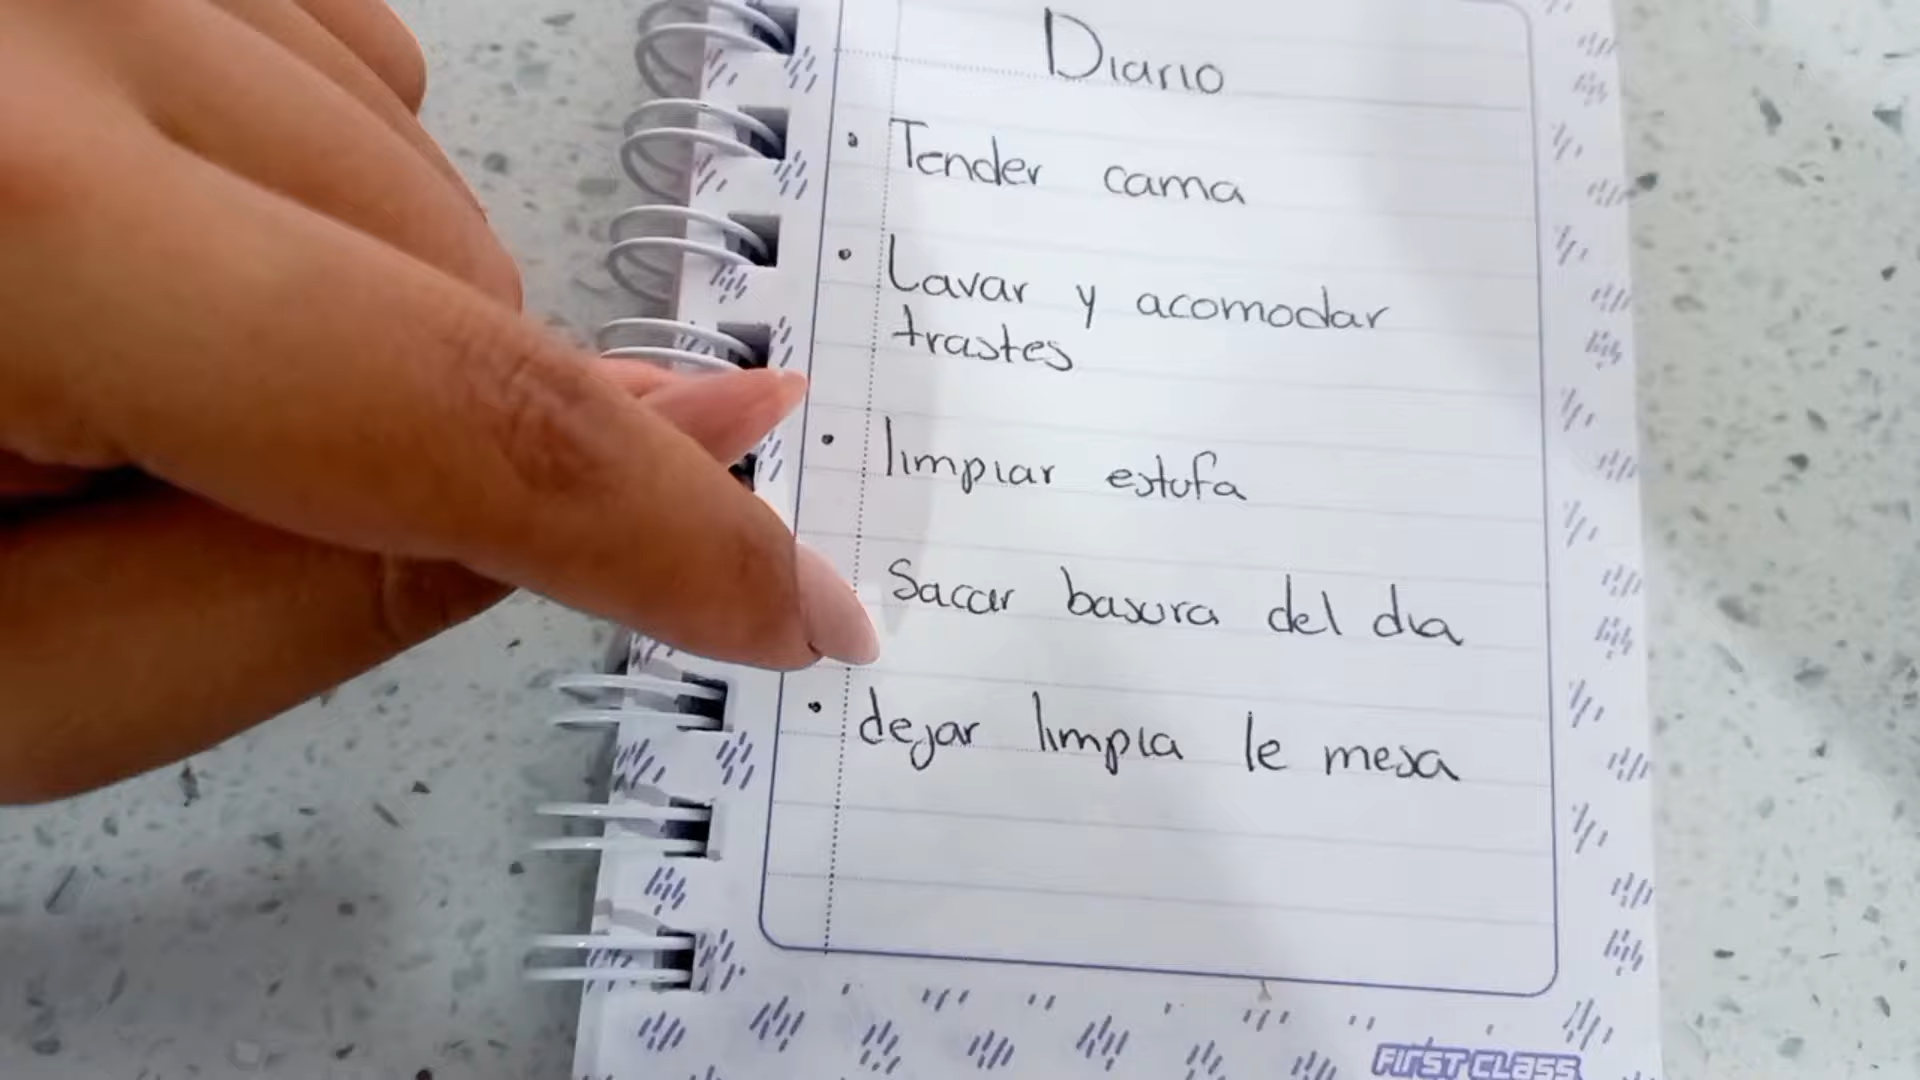 Diario
• Tender cama
• Lavar y acomodar
trastes
• limpiar estufa
Sacar basura del dia
• dejar limpia le mesa
FIRST CLASS